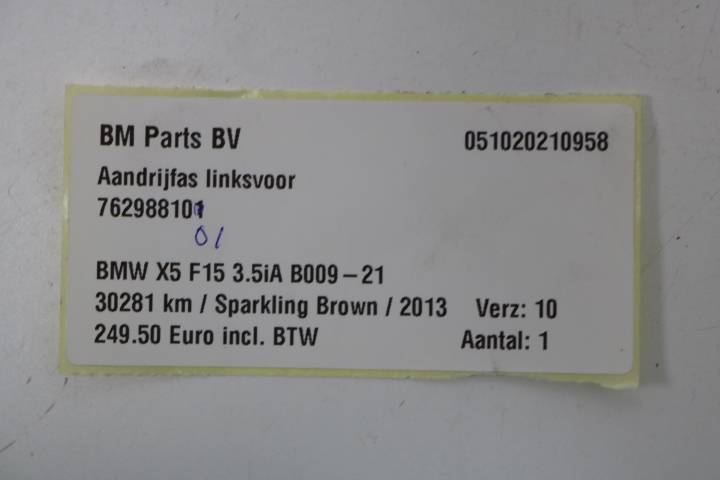 BM Parts BV 051020210958
Aandrijfas linksvoor
762988101
01
BMW X5 F15 3.5iA B009-21
30281 km / Sparkling Brown / 2013 Verz: 10
249.50 Euro incl. BTW Aantal: 1